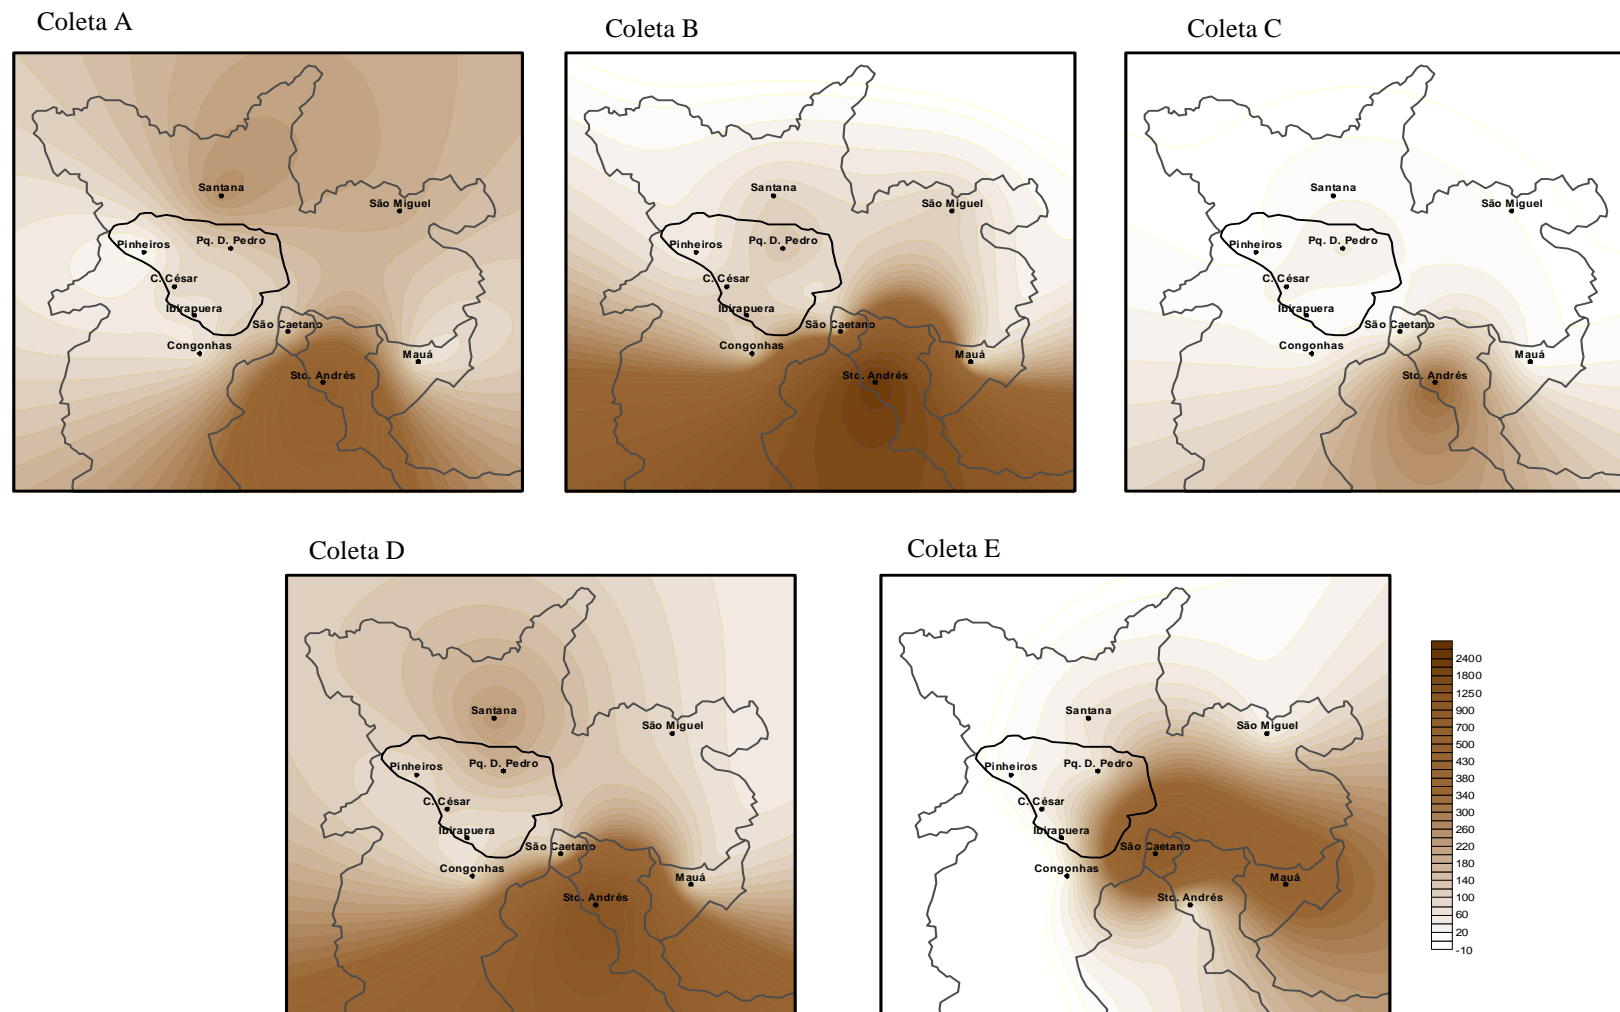 Coleta A
Santana
São Miguel
Pinheiros
Pq. D. Pedro
C. César
Ibirapuera
São Caetano
Congonhas
Mauá
Sto. Andrés
Coleta B
Santana
São Miguel
Pinheiros
Pq. D. Pedro
C. César
Ibirapuera
São Caetano
Congonhas
Mauá
Sto. Andrés
Coleta C
Santana
São Miguel
Pinheiros
Pq. D. Pedro
C. César
Ibirapuera
São Caetano
Congonhas
Mauá
Sto. Andrés
Coleta D
Santana
São Miguel
Pinheiros
Pq. D. Pedro
C. César
Ibirapuera
São Caetano
Congonhas
Mauá
Sto. Andrés
Coleta E
Santana
São Miguel
Pinheiros
Pq. D. Pedro
C. César
Ibirapuera
São Caetano
Congonhas
Mauá
Sto. Andrés
2400
1800
1250
900
700
500
430
380
340
300
260
220
180
140
100
60
20
-10